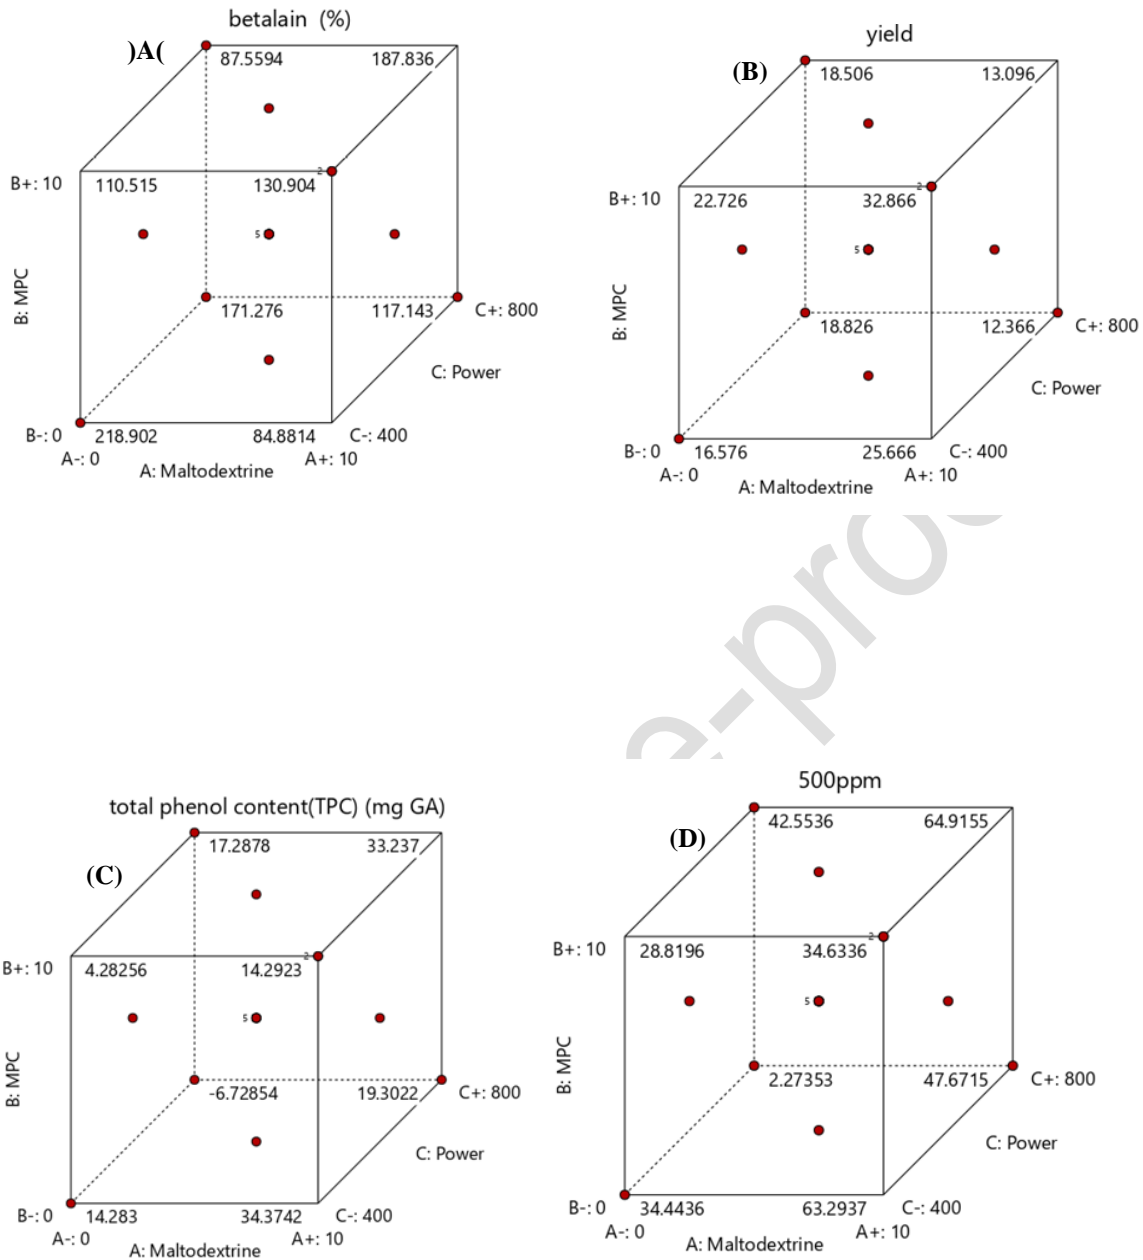 betalain (%)
)A(
87.5594 187.836
B+: 10 110.515 2 130.904
5
B: MPC
171.276 117.143 C+: 800
C: Power
B-: 0 218.902 84.8814 C-: 400
A-: 0 A: Maltodextrine A+: 10
yield
(B)
18.506 13.096
B+: 10 22.726 2 32.866
5
B: MPC
18.826 12.366 C+: 800
C: Power
B-: 0 16.576 25.666 C-: 400
A-: 0 A: Maltodextrine A+: 10
e-proo
total phenol content(TPC) (mg GA)
(C)
17.2878 33.237
B+: 10 4.28256 2 14.2923
5
B: MPC
-6.72854 19.3022 C+: 800
C: Power
B-: 0 14.283 34.3742 C-: 400
A-: 0 A: Maltodextrine A+: 10
500ppm
(D)
42.5536 64.9155
B+: 10 28.8196 2 34.6336
5
B: MPC
2.27353 47.6715 C+: 800
C: Power
B-: 0 34.4436 63.2937 C-: 400
A-: 0 A: Maltodextrine A+: 10